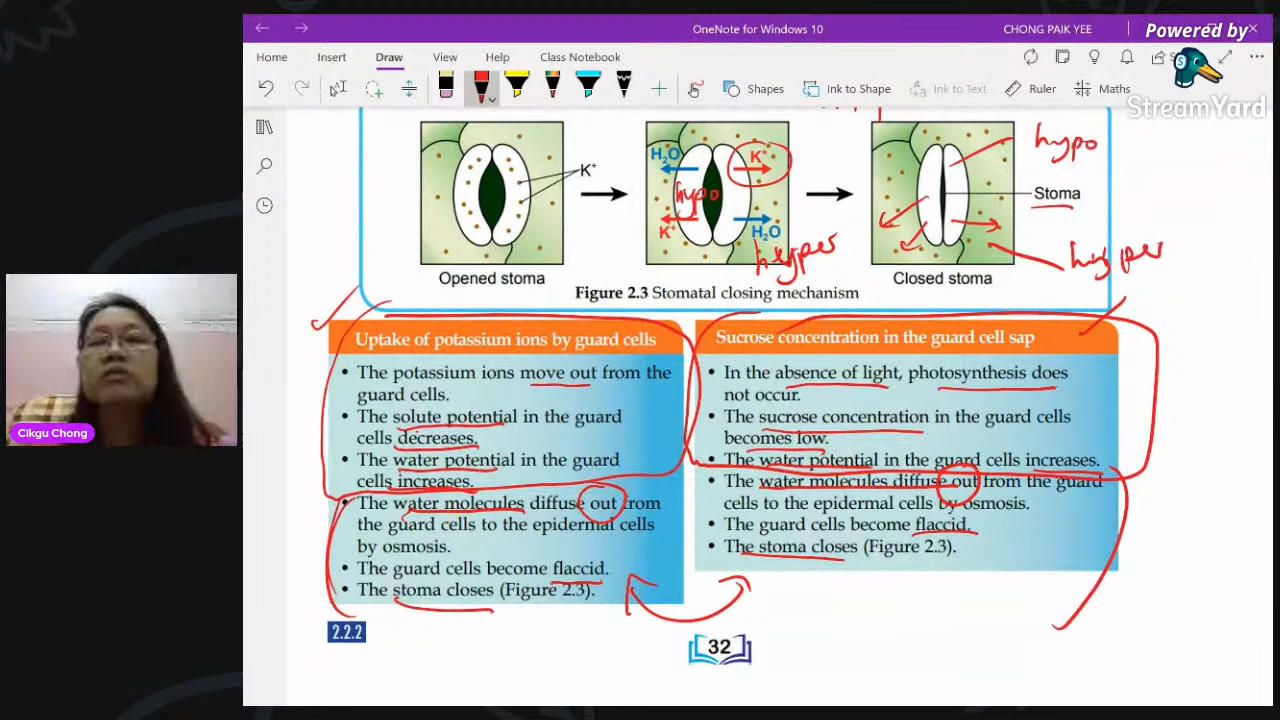 OneNote for Windows 10
CHONG PAIK YEE
Powered by
StreamYard
Home
Insert
Draw
View
Help
Class Notebook
Shapes
Ink to Shape
Ink to Text
Ruler
Maths
K+
Opened stoma
H2O
K+
hypo
K+
H2O
hyper
hypo
Stoma
hyper
Closed stoma
Figure 2.3 Stomatal closing mechanism
Uptake of potassium ions by guard cells
• The potassium ions move out from the
guard cells.
• The solute potential in the guard
cells decreases.
• The water potential in the guard
cells increases.
• The water molecules diffuse out from
the guard cells to the epidermal cells
by osmosis.
• The guard cells become flaccid.
• The stoma closes (Figure 2.3).
Sucrose concentration in the guard cell sap
• In the absence of light, photosynthesis does
not occur.
• The sucrose concentration in the guard cells
becomes low.
• The water potential in the guard cells increases.
• The water molecules diffuse out from the guard
cells to the epidermal cells by osmosis.
• The guard cells become flaccid.
• The stoma closes (Figure 2.3).
2.2.2
32
Cikgu Chong